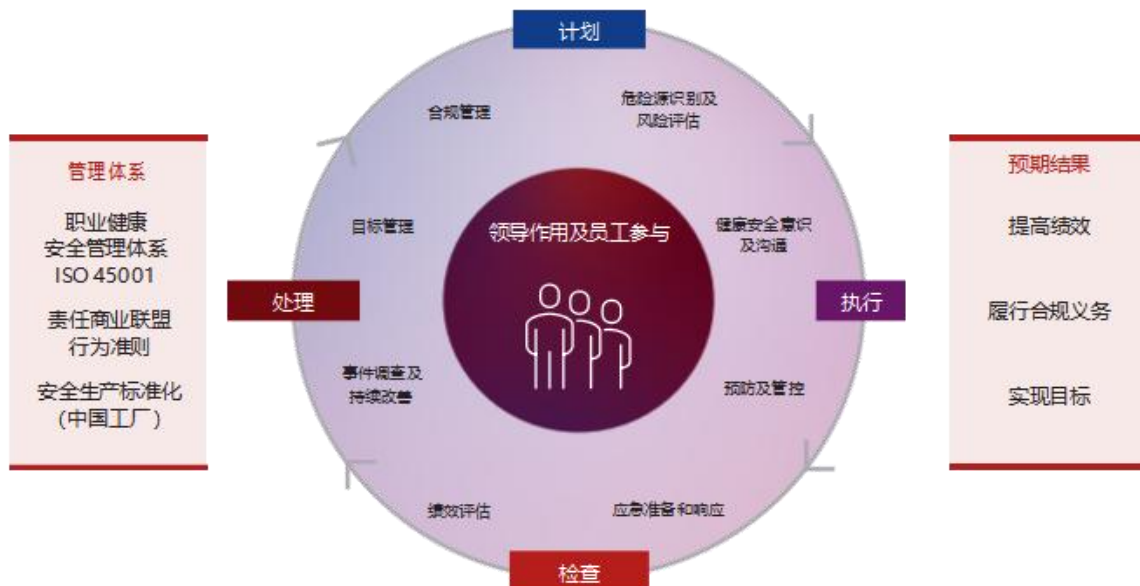 计划
合规管理
危险源识别及
风险评估
管理体系
职业健康
安全管理体系
ISO 45001
责任商业联盟
行为准则
安全生产标准化
(中国工厂)
目标管理
领导作用及员工参与
健康安全意识
及沟通
处理
执行
事件调查及
持续改善
预防及管控
绩效评估
应急准备和响应
检查
预期结果
提高绩效
履行合规义务
实现目标